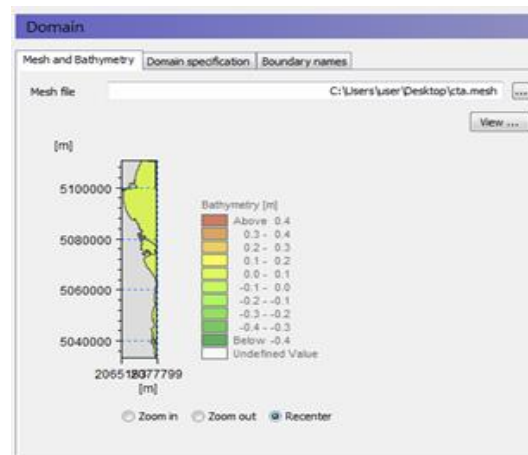 Domain
Mesh and Bathymetry Domain specification Boundary names
Mesh file C:\Users\user\Desktop\cta.mesh ...
View ...
[m]
5100000
5080000
5060000
5040000
Bathymetry [m]
Above 0.4
0.3 - 0.4
0.2 - 0.3
0.1 - 0.2
0.0 - 0.1
-0.1 - 0.0
-0.2 - -0.1
-0.3 - -0.2
-0.4 - -0.3
Below -0.4
Undefined Value
[m]
Zoom in Zoom out Recenter